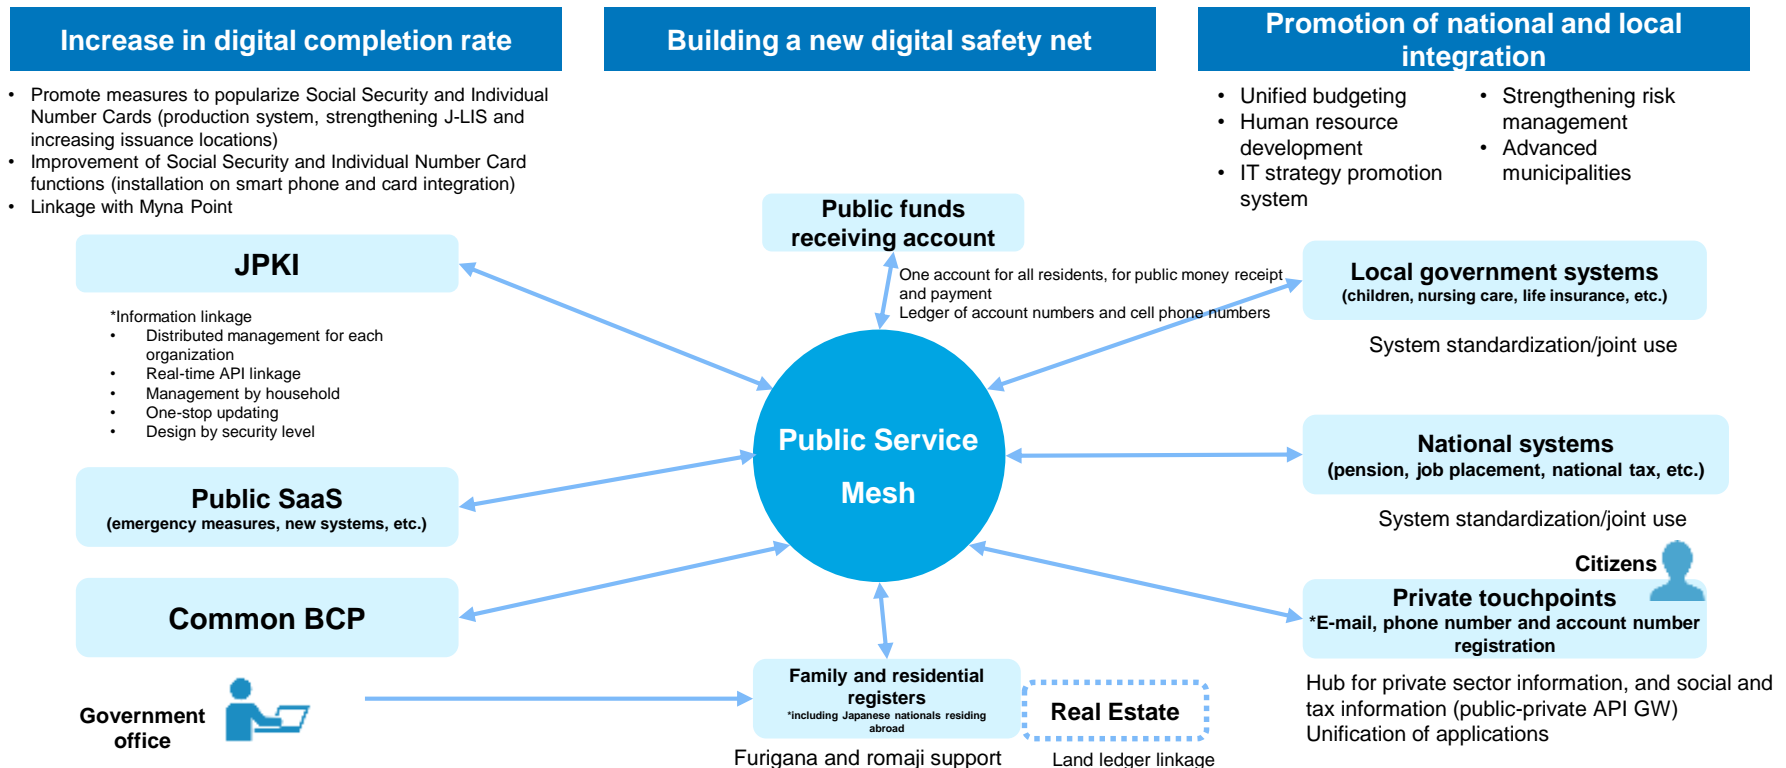 Increase in digital completion rate
Building a new digital safety net
Promotion of national and local
integration
• Promote measures to popularize Social Security and Individual
Number Cards (production system, strengthening J-LIS and
increasing issuance locations)
• Improvement of Social Security and Individual Number Card
functions (installation on smart phone and card integration)
• Linkage with Myna Point
• Unified budgeting
• Human resource
development
• IT strategy promotion
system
• Strengthening risk
management
• Advanced
municipalities
Public funds
receiving account
One account for all residents, for public money receipt
and payment
Ledger of account numbers and cell phone numbers
JPKI
*Information linkage
• Distributed management for each
organization
• Real-time API linkage
• Management by household
• One-stop updating
• Design by security level
Local government systems
(children, nursing care, life insurance, etc.)
System standardization/joint use
Public Service
Mesh
National systems
(pension, job placement, national tax, etc.)
System standardization/joint use
Public SaaS
(emergency measures, new systems, etc.)
Common BCP
Citizens
Private touchpoints
*E-mail, phone number and account number
registration
Hub for private sector information, and social and
tax information (public-private API GW)
Unification of applications
Government
office
Family and residential
registers
*including Japanese nationals residing
abroad
Furigana and romaji support
Real Estate
Land ledger linkage